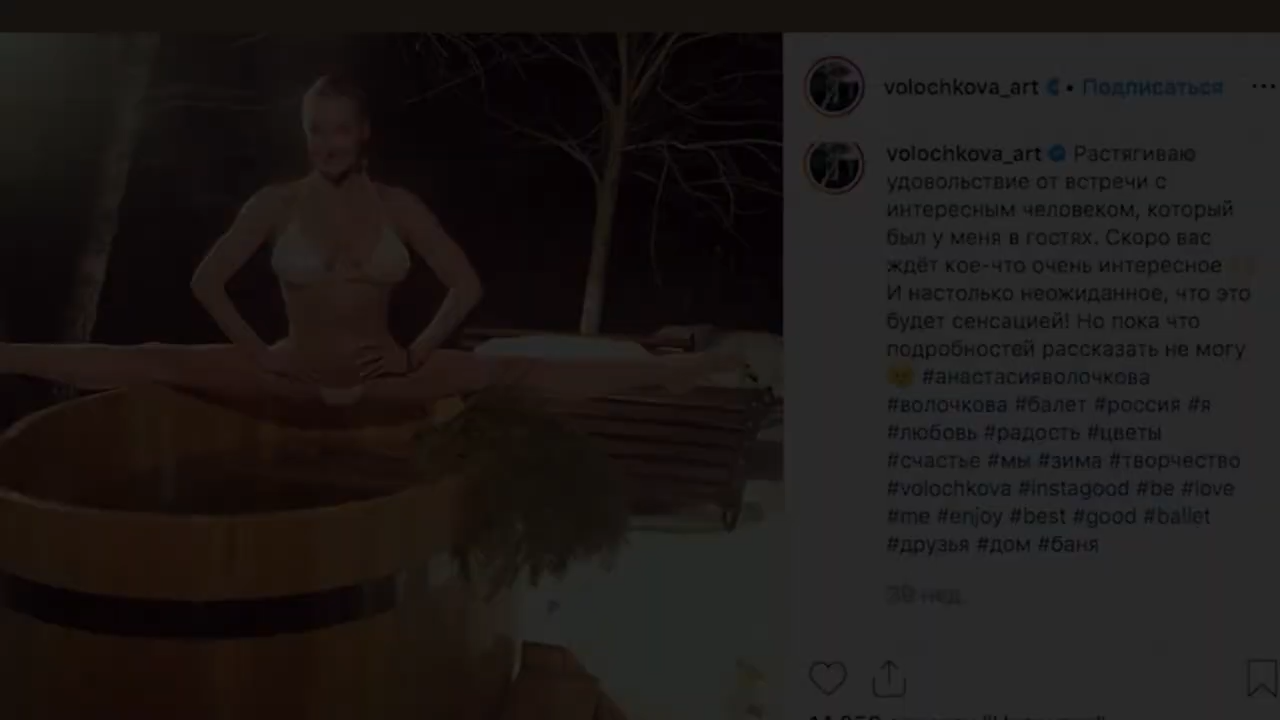 volochkova_art • Подписаться
volochkova_art Растягиваю
удовольствие от встречи с
интересным человеком, который
был у меня в гостях. Скоро вас
ждёт кое-что очень интересное
И настолько неожиданное, что это
будет сенсацией! Но пока что
подробностей рассказать не могу
#анастасияволочкова
#волочкова #балет #россия #я
#любовь #радость #цветы
#счастье #мы #зима #творчество
#volochkova #instagood #be #love
#me #enjoy #best #good #ballet
#друзья #дом #баня
39 нед.